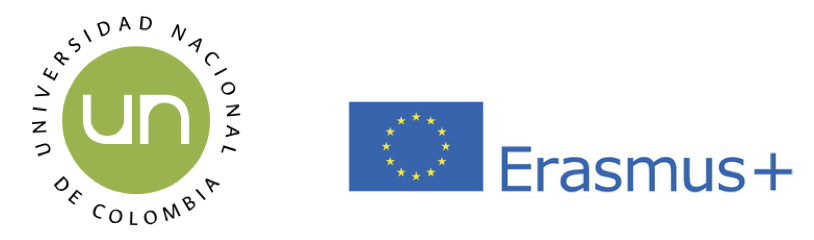 UNIVERSIDAD NACIONAL
DE COLOMBIA
un
Erasmus+